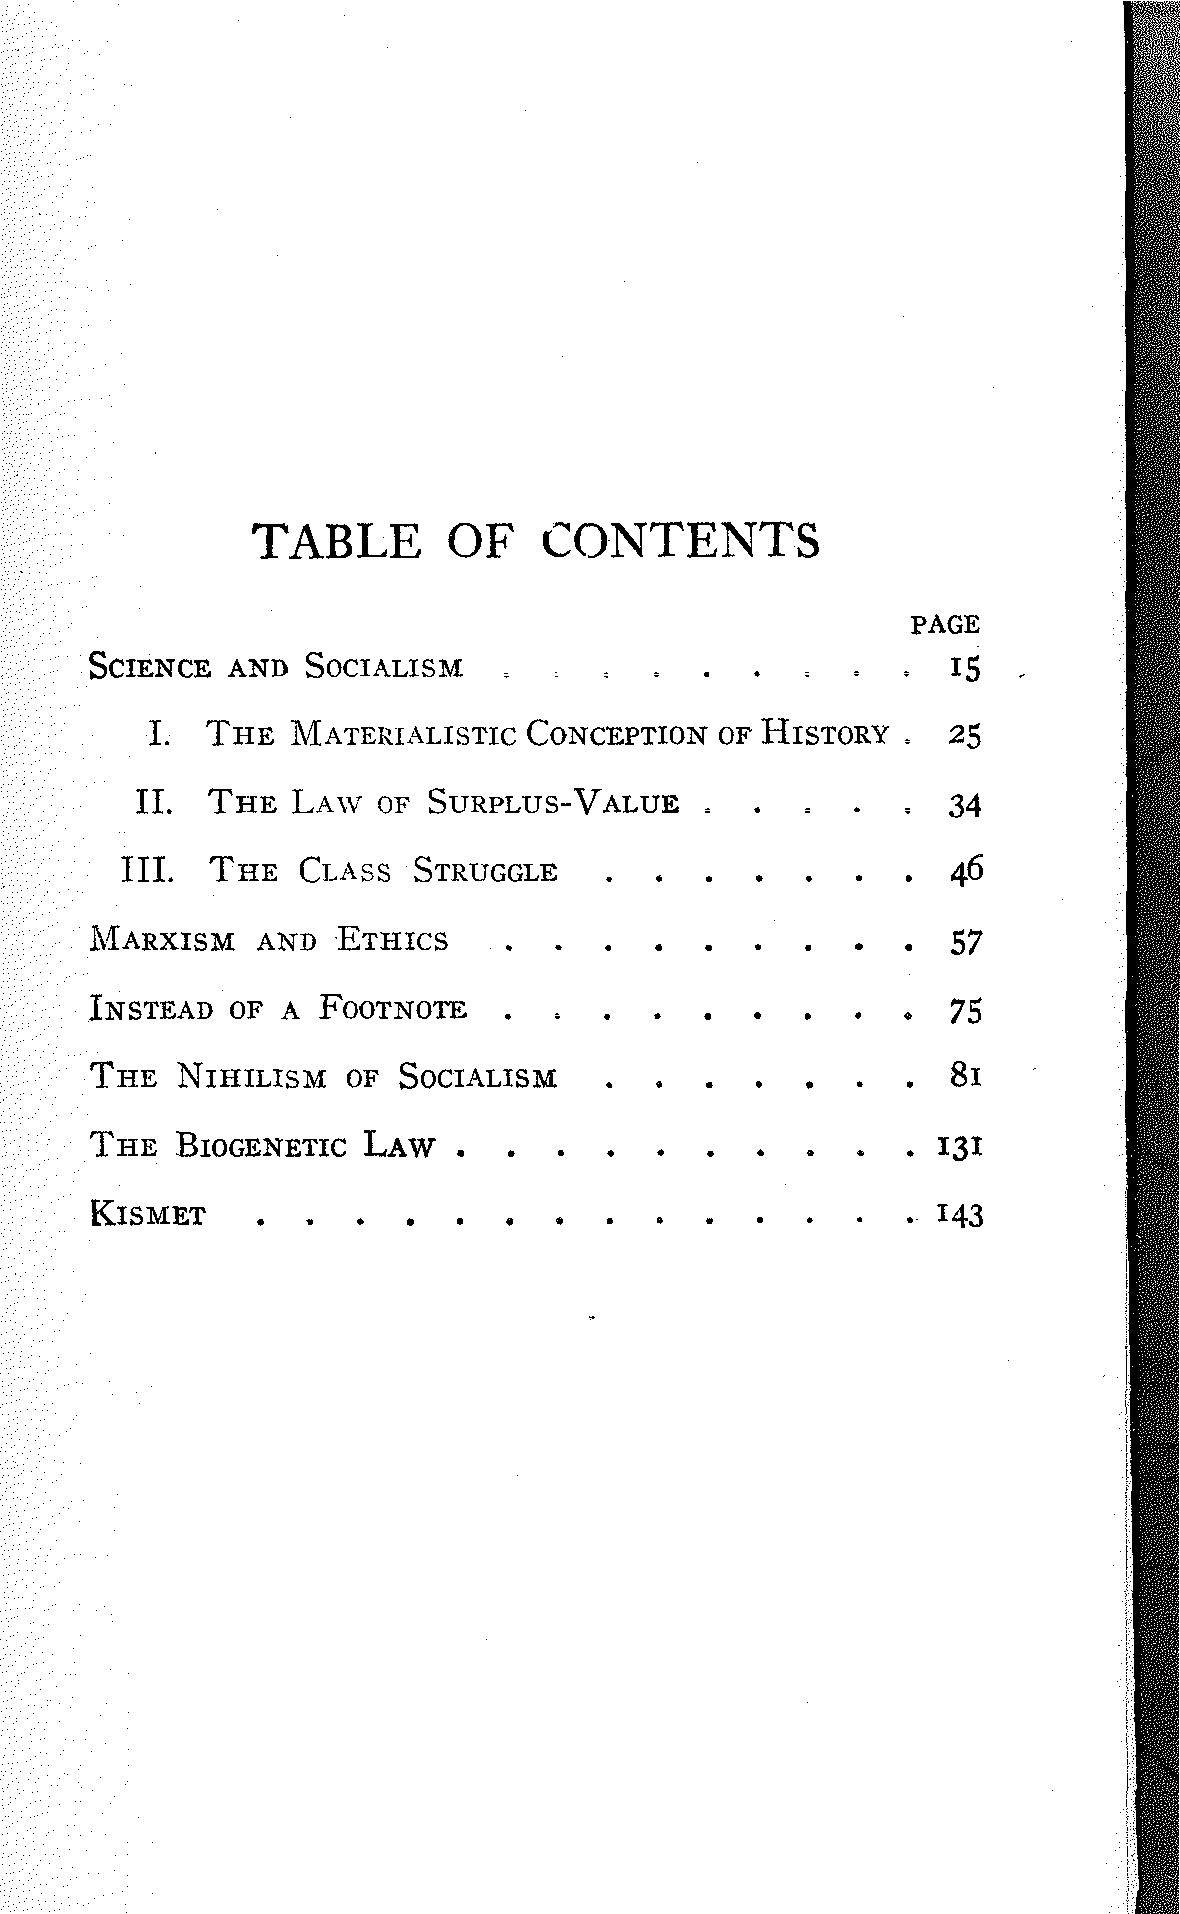 TABLE OF CONTENTS
PAGE
SCIENCE AND SOCIALISM . . . . . . . . . 15
I. THE MATERIALISTIC CONCEPTION OF HISTORY . 25
II. THE LAW OF SURPLUS-VALUE . . . . . 34
III. THE CLASS STRUGGLE . . . . . . . 46
MARXISM AND ETHICS . . . . . . . . . 57
INSTEAD OF A FOOTNOTE . . . . . . . . . 75
THE NIHILISM OF SOCIALISM . . . . . . . 81
THE BIOGENETIC LAW . . . . . . . . . . 131
KISMET . . . . . . . . . . . . . . 143